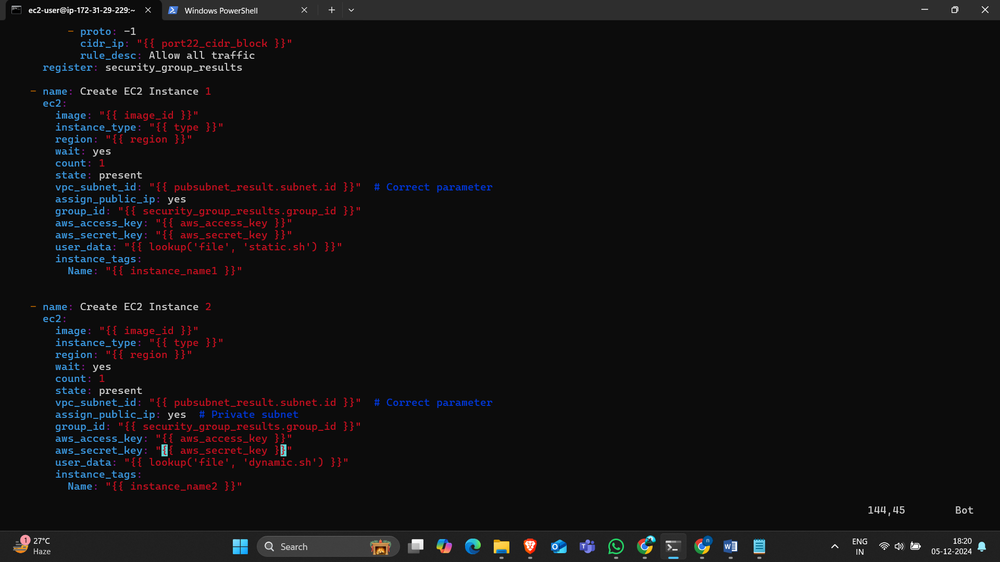 ec2-user@ip-172-31-29-229:~
Windows PowerShell
- proto: -1
cidr_ip: "{{ port22_cidr_block }}"
rule_desc: Allow all traffic
register: security_group_results
- name: Create EC2 Instance 1
ec2:
image: "{{ image_id }}"
instance_type: "{{ type }}"
region: "{{ region }}"
wait: yes
count: 1
state: present
vpc_subnet_id: "{{ pubsubnet_result.subnet.id }}"  # Correct parameter
assign_public_ip: yes
group_id: "{{ security_group_results.group_id }}"
aws_access_key: "{{ aws_access_key }}"
aws_secret_key: "{{ aws_secret_key }}"
user_data: "{{ lookup('file', 'static.sh') }}"
instance_tags:
Name: "{{ instance_name1 }}"
- name: Create EC2 Instance 2
ec2:
image: "{{ image_id }}"
instance_type: "{{ type }}"
region: "{{ region }}"
wait: yes
count: 1
state: present
vpc_subnet_id: "{{ pubsubnet_result.subnet.id }}"  # Correct parameter
assign_public_ip: yes  # Private subnet
group_id: "{{ security_group_results.group_id }}"
aws_access_key: "{{ aws_access_key }}"
aws_secret_key: "{{ aws_secret_key }}"
user_data: "{{ lookup('file', 'dynamic.sh') }}"
instance_tags:
Name: "{{ instance_name2 }}"
144,45 Bot
1
27°C
Haze
Search
n
ENG
IN
18:20
05-12-2024